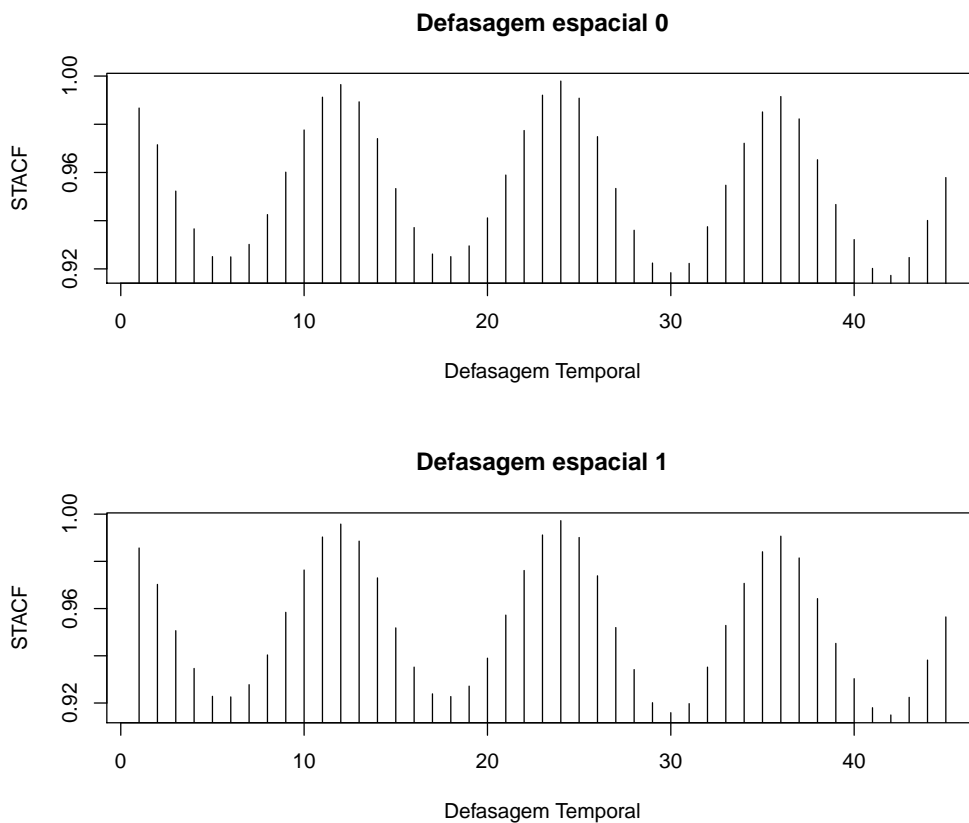 Defasagem espacial 0
STACF
1.00
0.96
0.92
0 10 20 30 40
Defasagem Temporal
Defasagem espacial 1
STACF
1.00
0.96
0.92
0 10 20 30 40
Defasagem Temporal